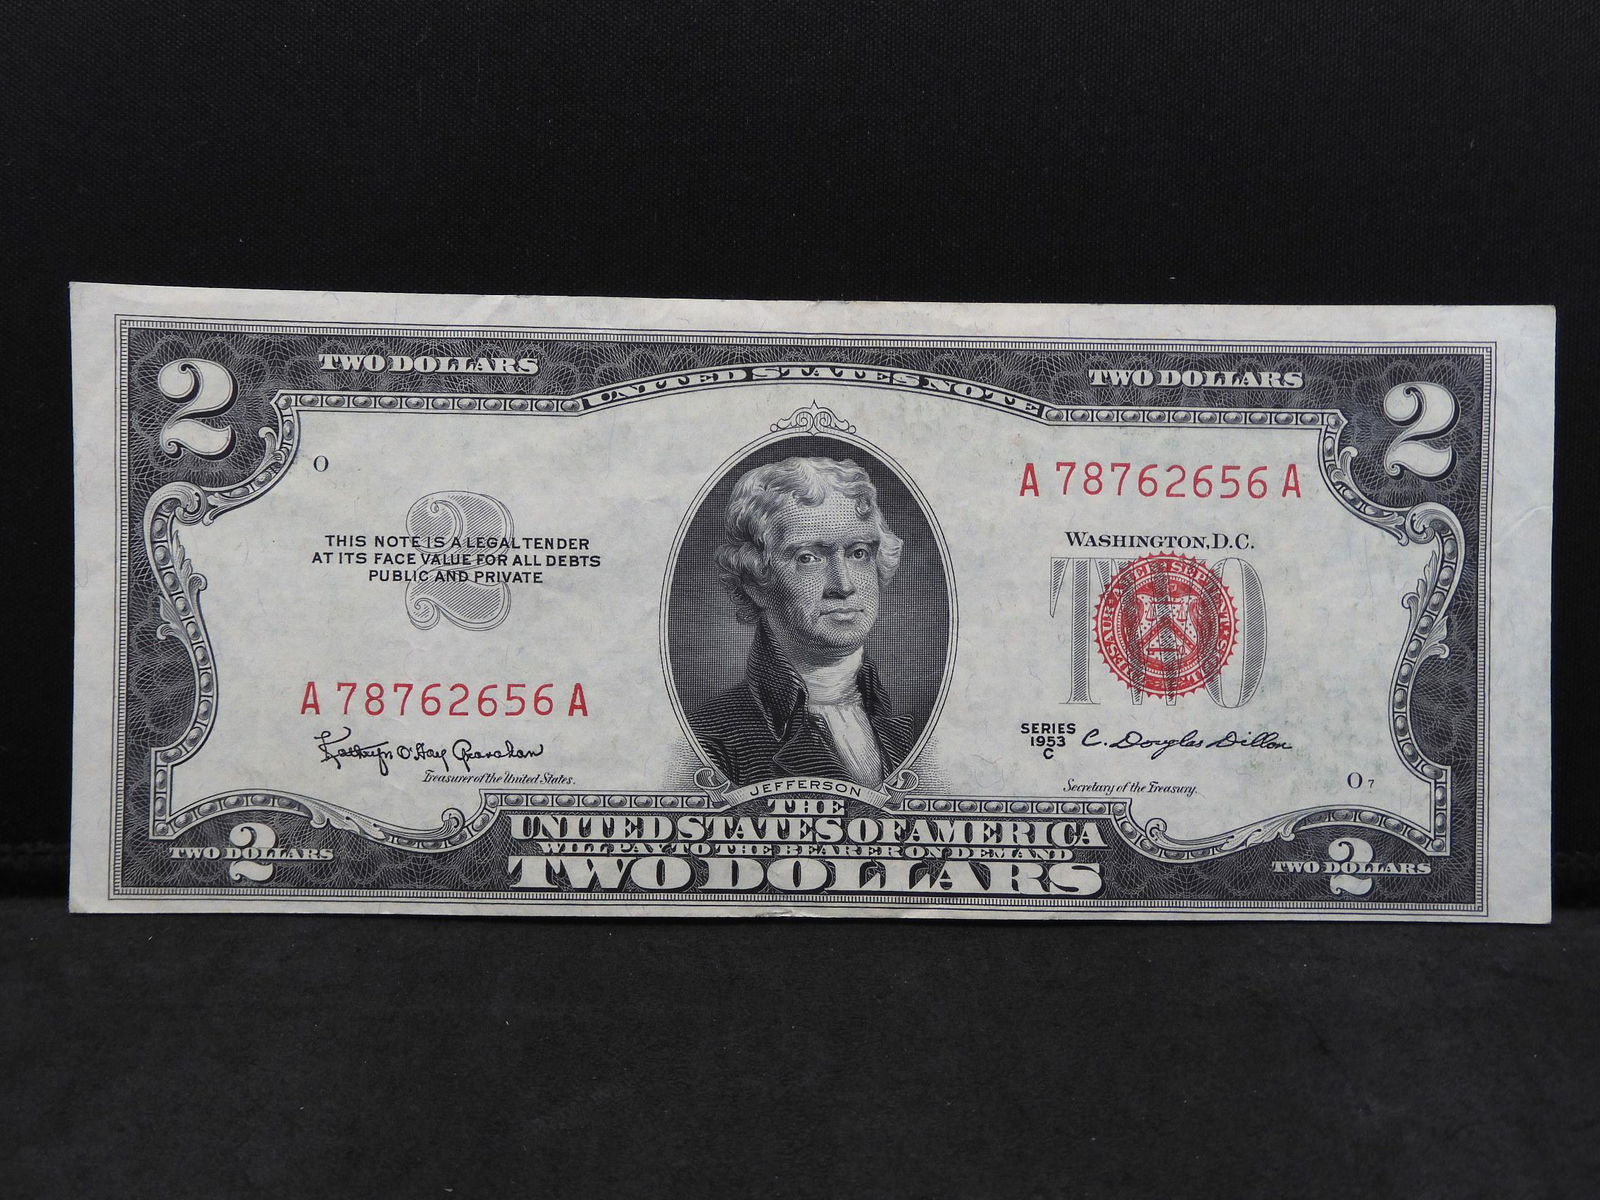 2
TWO DOLLARS
UNITED STATES NOTE
TWO DOLLARS
2
O
A 78762656 A
2
THIS NOTE IS A LEGAL TENDER
AT ITS FACE VALUE FOR ALL DEBTS
PUBLIC AND PRIVATE
WASHINGTON, D.C.
TWO
A 78762656 A
Kathryn O'Hay Granahan
Treasurer of the United States.
SERIES
1953
C
C. Douglas Dillon
Secretary of the Treasury.
O 7
JEFFERSON
THE
UNITED STATES OF AMERICA
WILL PAY TO THE BEARER ON DEMAND
TWO DOLLARS
2
TWO DOLLARS
2
TWO DOLLARS